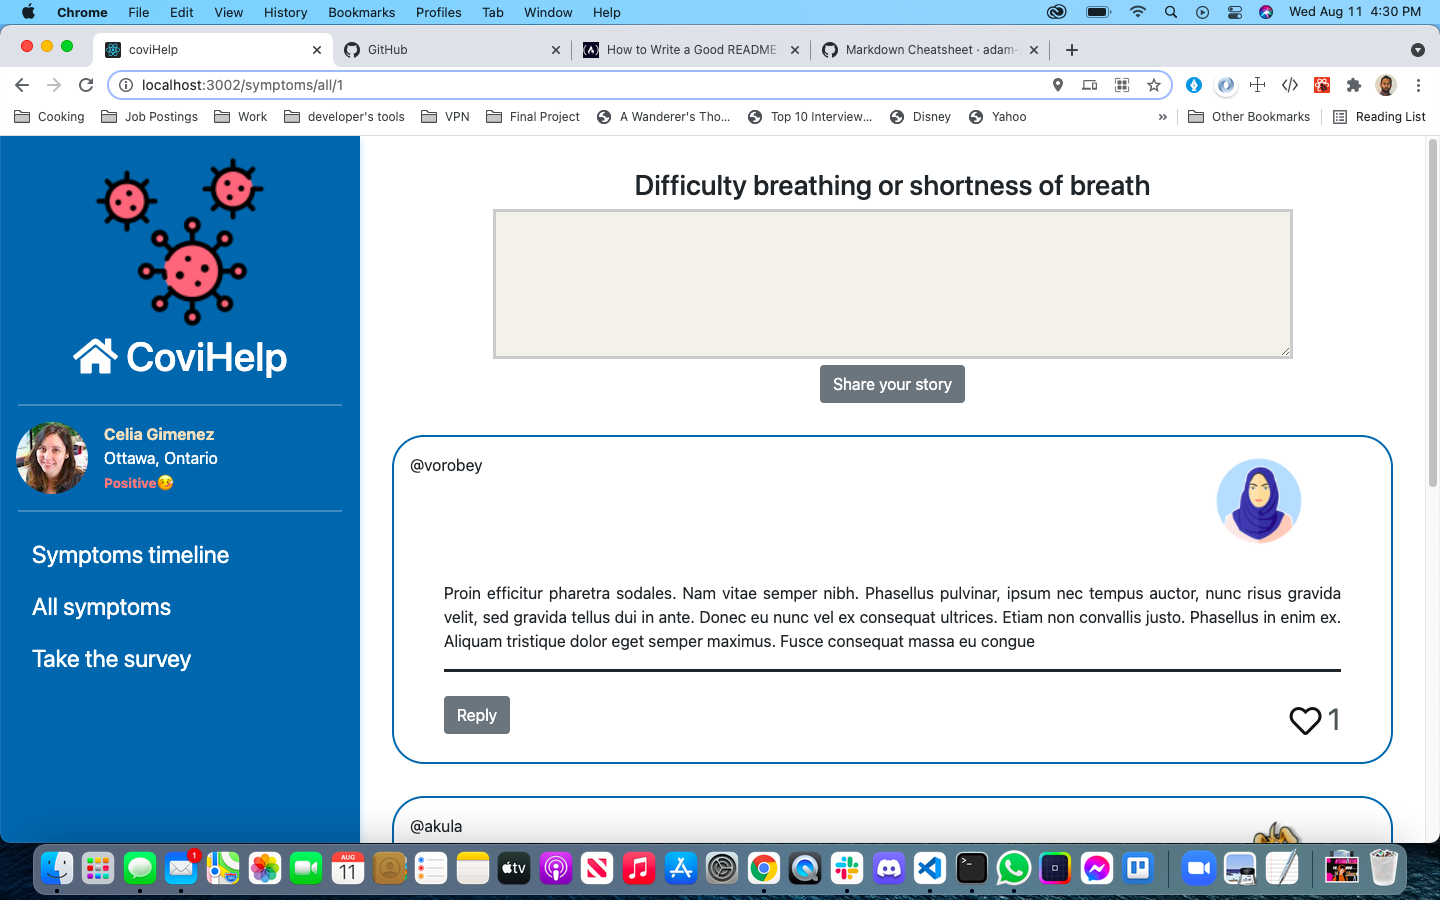 Chrome File Edit View History Bookmarks Profiles Tab Window Help Wed Aug 11 4:30 PM
coviHelp GitHub How to Write a Good README Markdown Cheatsheet · adam-
localhost:3002/symptoms/all/1
Cooking Job Postings Work developer's tools VPN Final Project A Wanderer's Tho... Top 10 Interview... Disney Yahoo » Other Bookmarks Reading List
CoviHelp
Celia Gimenez
Ottawa, Ontario
Positive🤒
Symptoms timeline
All symptoms
Take the survey
Difficulty breathing or shortness of breath
Share your story
@vorobey
Proin efficitur pharetra sodales. Nam vitae semper nibh. Phasellus pulvinar, ipsum nec tempus auctor, nunc risus gravida
velit, sed gravida tellus dui in ante. Donec eu nunc vel ex consequat ultrices. Etiam non convallis justo. Phasellus in enim ex.
Aliquam tristique dolor eget semper maximus. Fusce consequat massa eu congue
Reply
1
@akula
1
AUG
11
tv